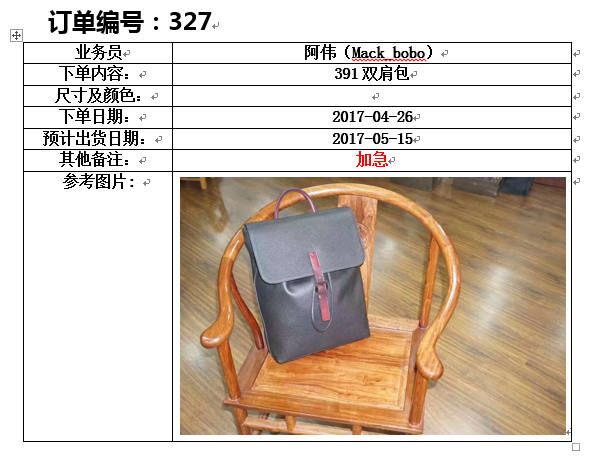 订单编号：327
业务员 阿伟（Mack_bobo）
下单内容： 391 双肩包
尺寸及颜色：
下单日期： 2017-04-26
预计出货日期： 2017-05-15
其他备注： 加急
参考图片：